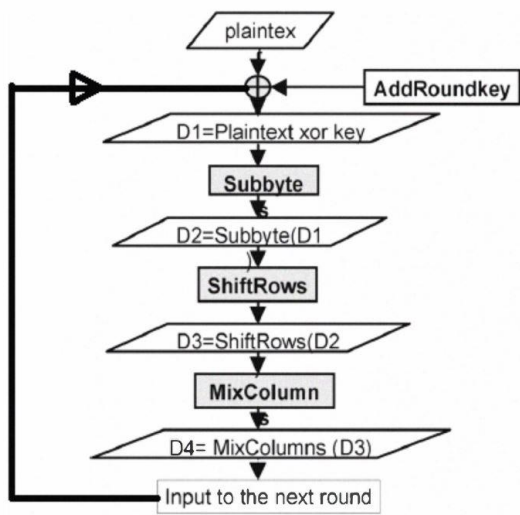 plaintex
t
AddRoundkey
D1=Plaintext xor key
Subbyte
s
D2=Subbyte(D1
)
ShiftRows
D3=ShiftRows(D2
)
MixColumn
s
D4= MixColumns (D3)
Input to the next round